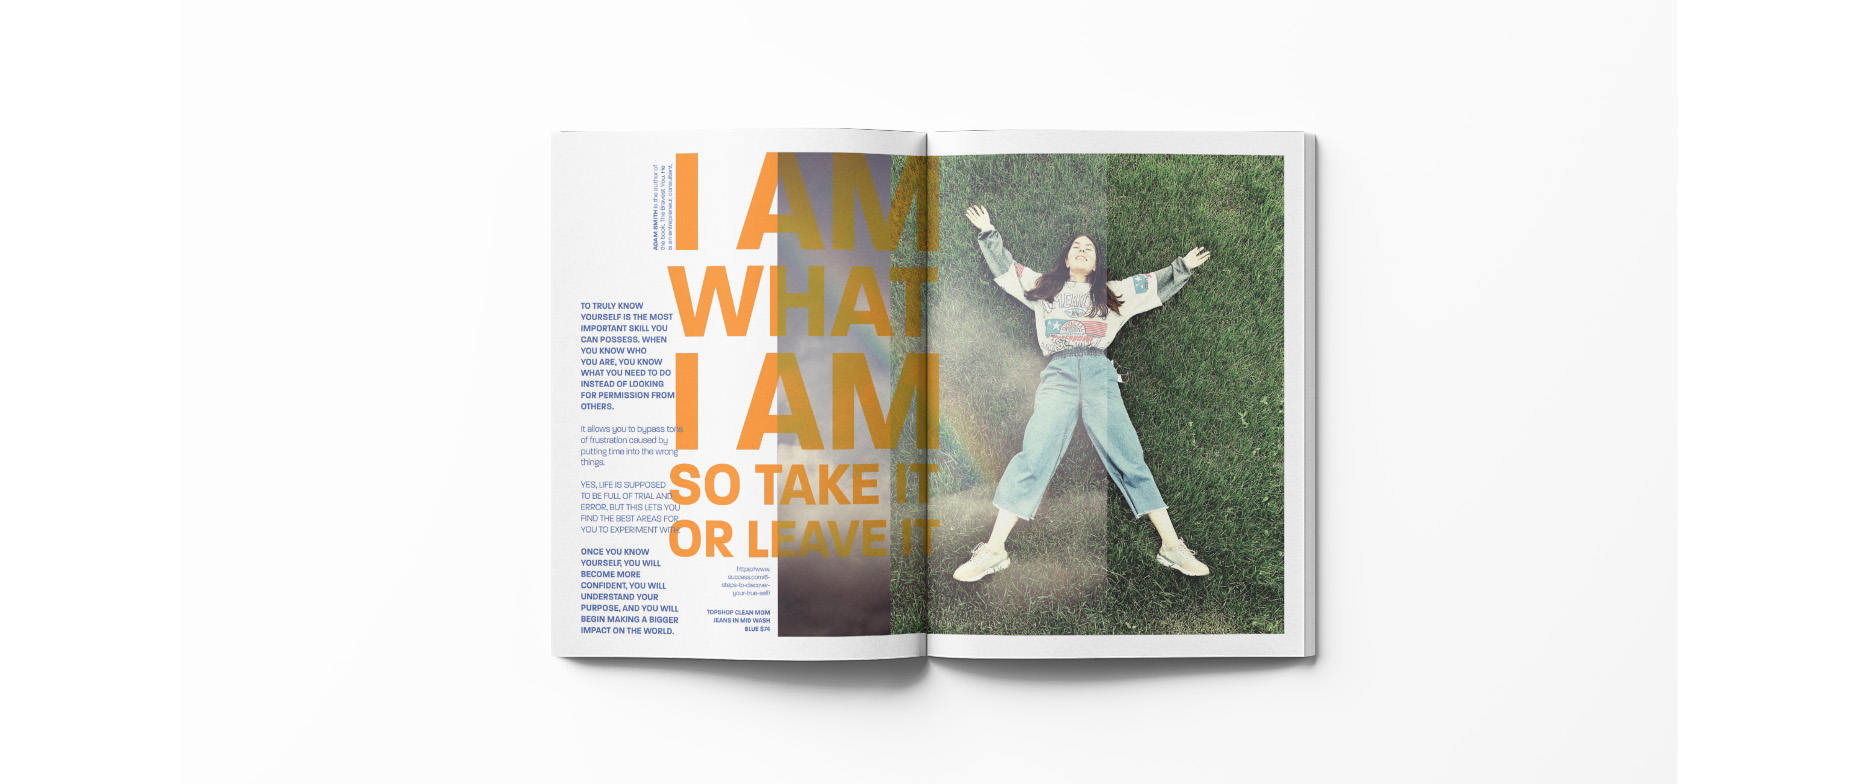 ADAM SMITH is the author of
the book, The Bravest You. He
is an entrepreneur, consultant,
I AM
WHAT
I AM
SO TAKE IT
OR LEAVE IT
TO TRULY KNOW
YOURSELF IS THE MOST
IMPORTANT SKILL YOU
CAN POSSESS. WHEN
YOU KNOW WHO
YOU ARE, YOU KNOW
WHAT YOU NEED TO DO
INSTEAD OF LOOKING
FOR PERMISSION FROM
OTHERS.
It allows you to bypass tons
of frustration caused by
putting time into the wrong
things.
YES, LIFE IS SUPPOSED
TO BE FULL OF TRIAL AND
ERROR, BUT THIS LETS YOU
FIND THE BEST AREAS FOR
YOU TO EXPERIMENT WITH.
ONCE YOU KNOW
YOURSELF, YOU WILL
BECOME MORE
CONFIDENT, YOU WILL
UNDERSTAND YOUR
PURPOSE, AND YOU WILL
BEGIN MAKING A BIGGER
IMPACT ON THE WORLD.
https://www.
success.com/6-
steps-to-discover-
your-true-self/
TOPSHOP CLEAN MOM
JEANS IN MID WASH
BLUE $74